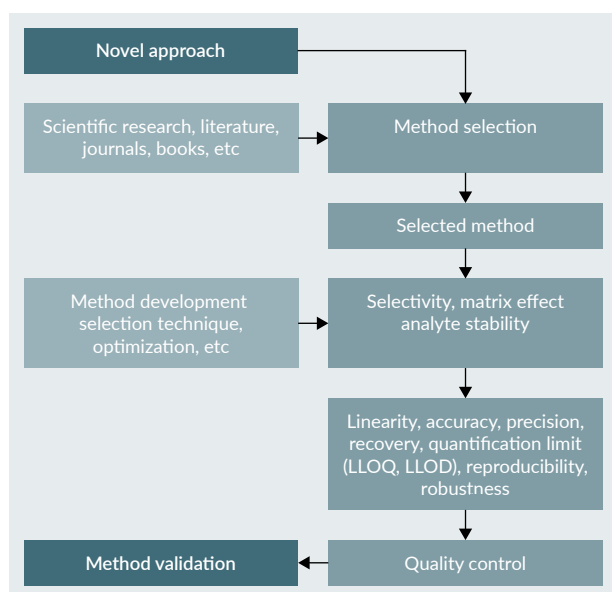 Novel approach
Scientific research, literature,
journals, books, etc
Method selection
Selected method
Method development
selection technique,
optimization, etc
Selectivity, matrix effect
analyte stability
Linearity, accuracy, precision,
recovery, quantification limit
(LLOQ, LLOD), reproducibility,
robustness
Method validation
Quality control